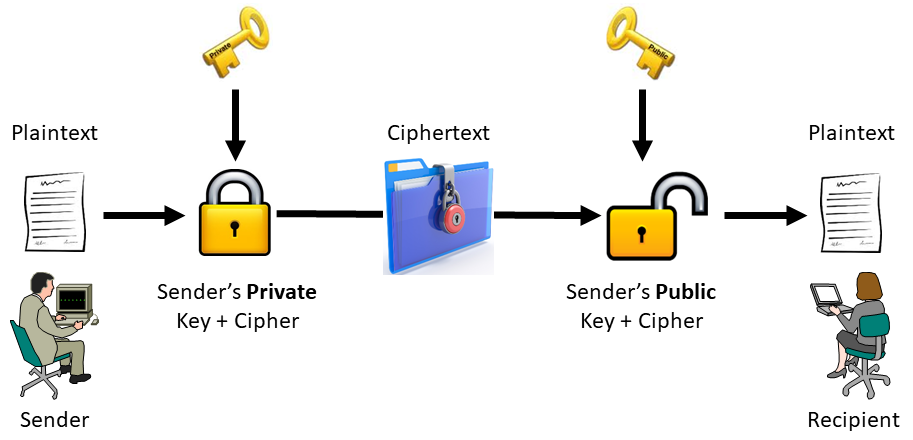 Private
Public
Plaintext
Ciphertext
Plaintext
Sender's Private
Key + Cipher
Sender's Public
Key + Cipher
Sender
Recipient